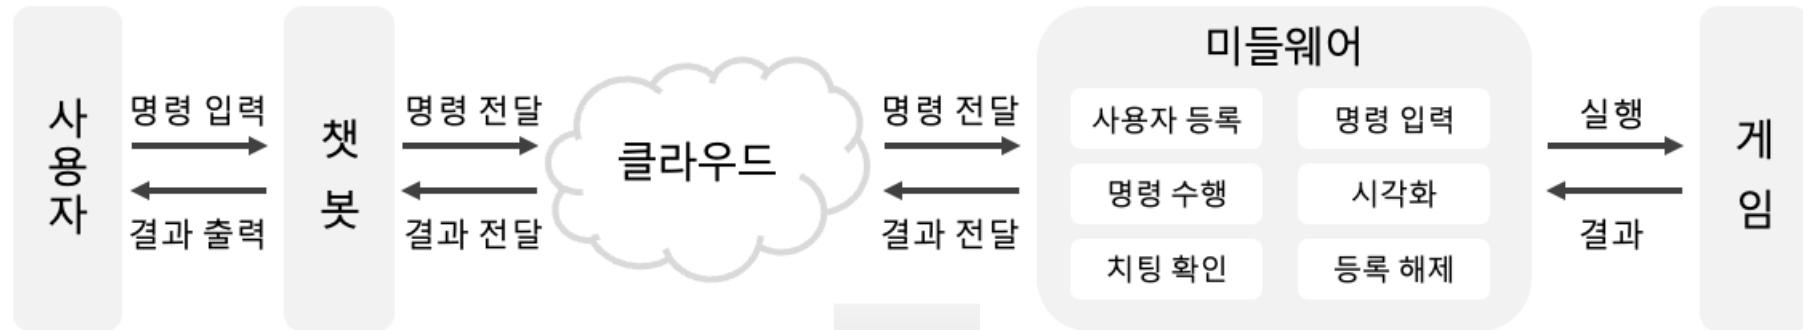 사용자
명령 입력
결과 출력
챗봇
명령 전달
결과 전달
클라우드
명령 전달
결과 전달
미들웨어
사용자 등록
명령 입력
명령 수행
시각화
치팅 확인
등록 해제
실행
결과
게임